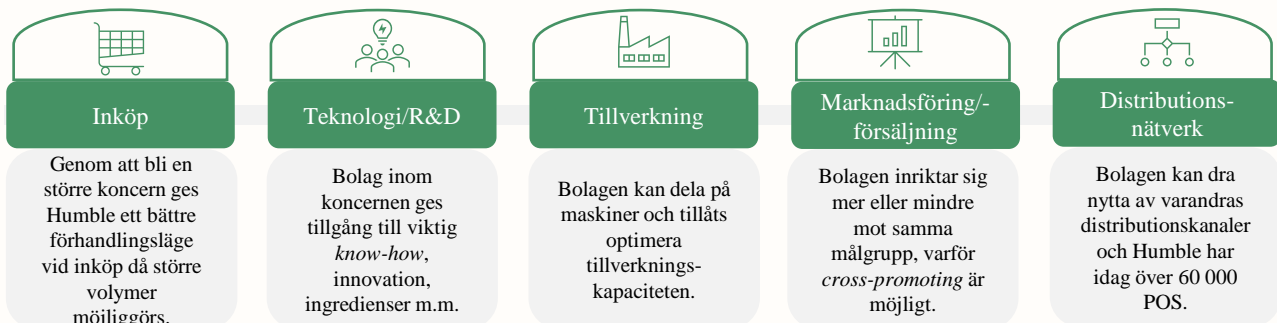 Inköp
Genom att bli en
större koncern ges
Humble ett bättre
förhandlingsläge
vid inköp då större
volymer
möjliggörs.
Teknologi/R&D
Bolag inom
koncernen ges
tillgång till viktig
know-how,
innovation,
ingredienser m.m.
Tillverkning
Bolagen kan dela på
maskiner och tillåts
optimera
tillverknings-
kapaciteten.
Marknadsföring/-
försäljning
Bolagen inriktar sig
mer eller mindre
mot samma
målgrupp, varför
cross-promoting är
möjligt.
Distributions-
nätverk
Bolagen kan dra
nytta av varandras
distributionskanaler
och Humble har
idag över 60 000
POS.